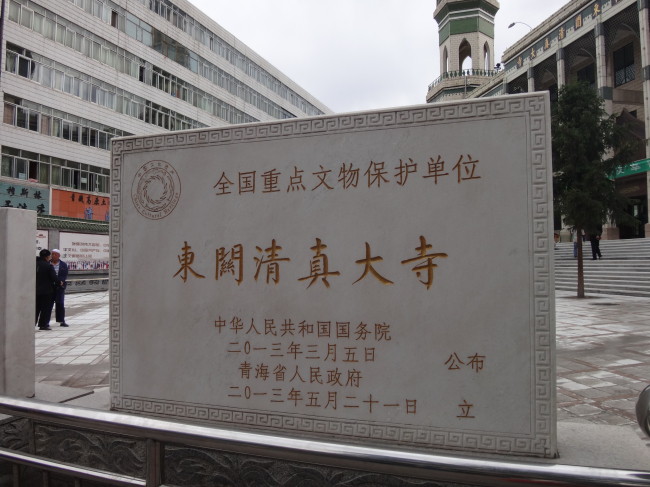 全国重点文物保护单位
東關清真大寺
中华人民共和国国务院
二〇一三年三月五日
公布
青海省人民政府
二〇一三年五月二十一日
立